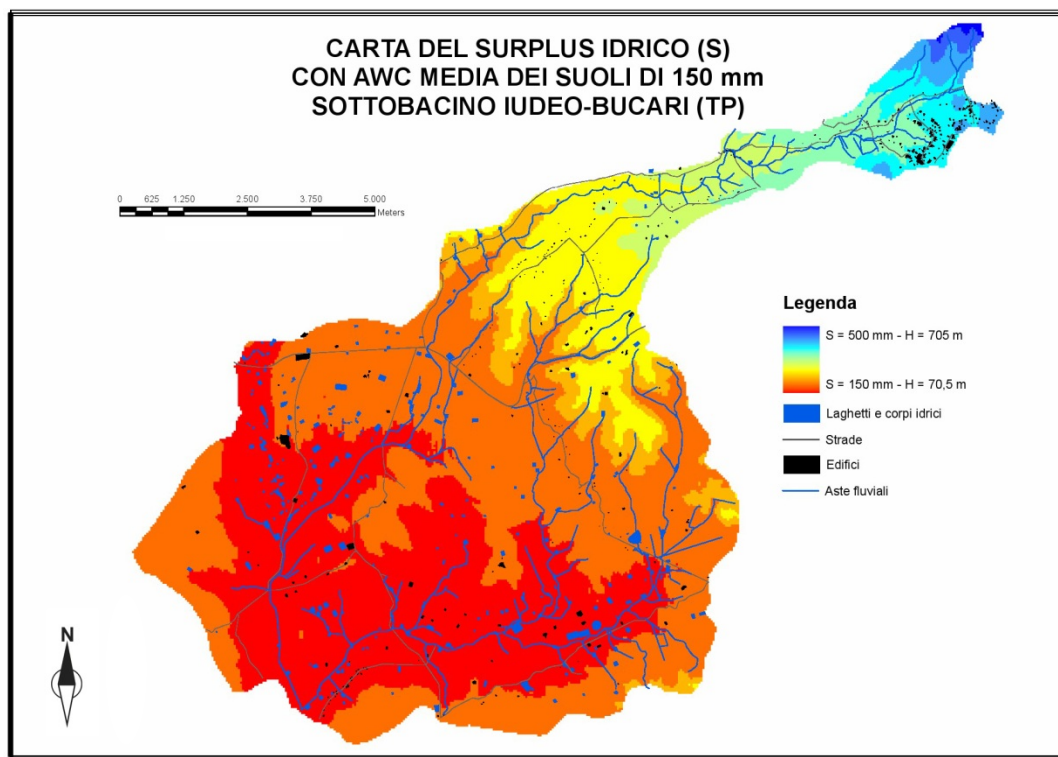 CARTA DEL SURPLUS IDRICO (S)
CON AWC MEDIA DEI SUOLI DI 150 mm
SOTTOBACINO IUDEO-BUCARI (TP)
0 625 1.250 2.500 3.750 5.000
Meters
Legenda
S = 500 mm - H = 705 m
S = 150 mm - H = 70,5 m
Laghetti e corpi idrici
Strade
Edifici
Aste fluviali
N